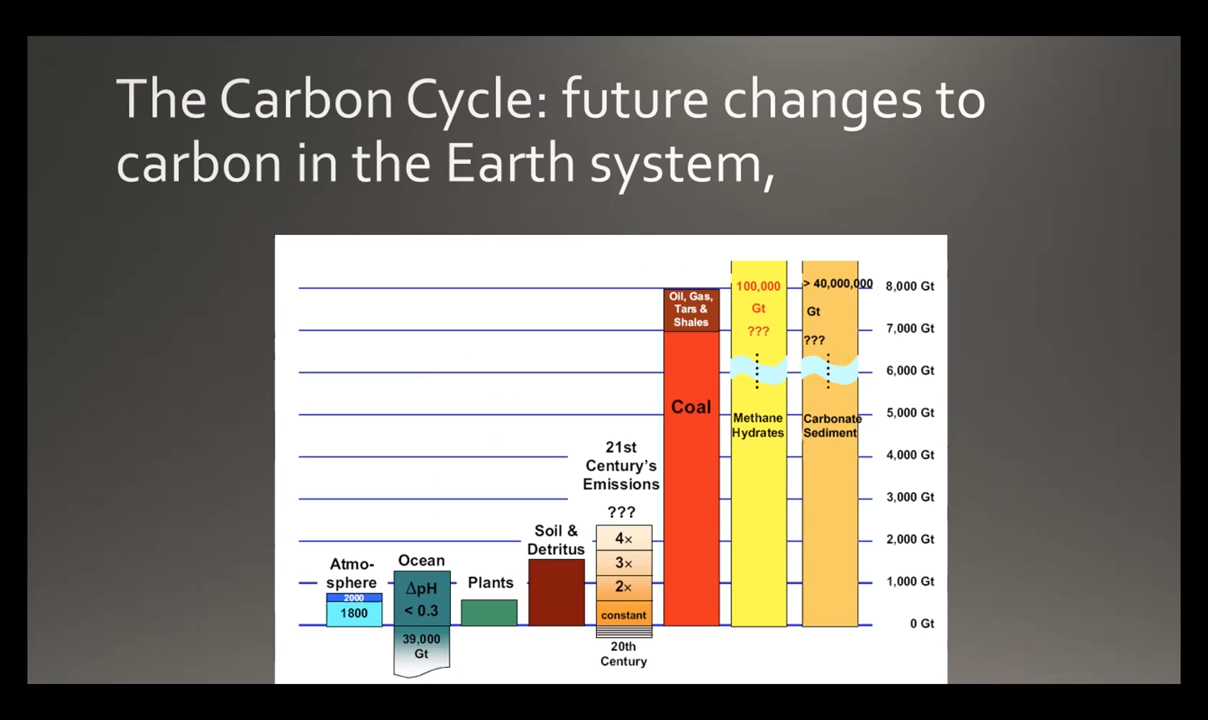 The Carbon Cycle: future changes to
carbon in the Earth system,
8,000 Gt
7,000 Gt
6,000 Gt
5,000 Gt
4,000 Gt
3,000 Gt
2,000 Gt
1,000 Gt
0 Gt
Atmo-
sphere
2000
1800
Ocean
ΔpH
< 0.3
39,000
Gt
Plants
Soil &
Detritus
21st
Century's
Emissions
???
4×
3×
2×
constant
20th
Century
Oil, Gas,
Tars &
Shales
Coal
100,000
Gt
???
Methane
Hydrates
> 40,000,000
Gt
???
Carbonate
Sediment